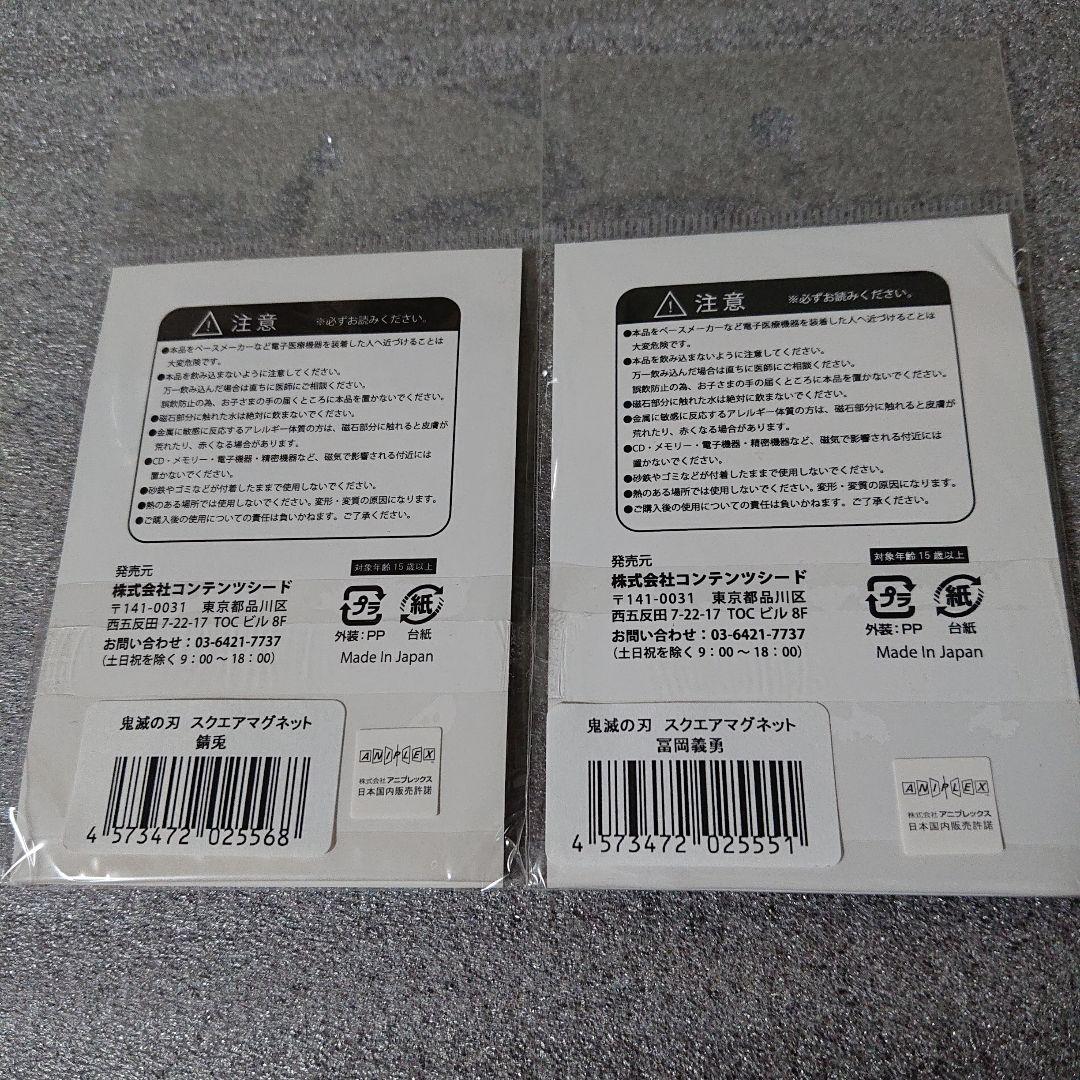 注意 ※必ずお読みください。
●本品をペースメーカーなど電子医療機器を装着した人へ近づけることは
大変危険です。
●本品を飲み込まないように注意してください。
万一飲み込んだ場合は直ちに医師にご相談ください。
誤飲防止の為、お子さまの手の届くところに本品を置かないでください。
●磁石部分に触れた水は絶対に飲まないでください。
●金属に敏感に反応するアレルギー体質の方は、磁石部分に触れると皮膚が
荒れたり、赤くなる場合があります。
●CD・メモリー・電子機器・精密機器など、磁気で影響される付近には
置かないでください。
●砂鉄やゴミなどが付着したままで使用しないでください。
●熱のある場所では使用しないでください。変形・変質の原因になります。
●ご購入後の使用についての責任は負いかねます。ご了承ください。
発売元
株式会社コンテンツシード
〒141-0031 東京都品川区
西五反田 7-22-17 TOC ビル 8F
お問い合わせ：03-6421-7737
（土日祝を除く 9：00 ～ 18：00）
対象年齢 15 歳以上
プラ 紙
外装：PP 台紙
Made In Japan
鬼滅の刃 スクエアマグネット
錆兎
4 573472 025568
ANIPLEX
株式会社 アニプレックス
日本国内販売許諾
注意 ※必ずお読みください。
●本品をペースメーカーなど電子医療機器を装着した人へ近づけることは
大変危険です。
●本品を飲み込まないように注意してください。
万一飲み込んだ場合は直ちに医師にご相談ください。
誤飲防止の為、お子さまの手の届くところに本品を置かないでください。
●磁石部分に触れた水は絶対に飲まないでください。
●金属に敏感に反応するアレルギー体質の方は、磁石部分に触れると皮膚が
荒れたり、赤くなる場合があります。
●CD・メモリー・電子機器・精密機器など、磁気で影響される付近には
置かないでください。
●砂鉄やゴミなどが付着したままで使用しないでください。
●熱のある場所では使用しないでください。変形・変質の原因になります。
●ご購入後の使用についての責任は負いかねます。ご了承ください。
発売元
株式会社コンテンツシード
〒141-0031 東京都品川区
西五反田 7-22-17 TOC ビル 8F
お問い合わせ：03-6421-7737
（土日祝を除く 9：00 ～ 18：00）
対象年齢 15 歳以上
プラ 紙
外装：PP 台紙
Made In Japan
鬼滅の刃 スクエアマグネット
冨岡義勇
4 573472 025551
ANIPLEX
株式会社 アニプレックス
日本国内販売許諾